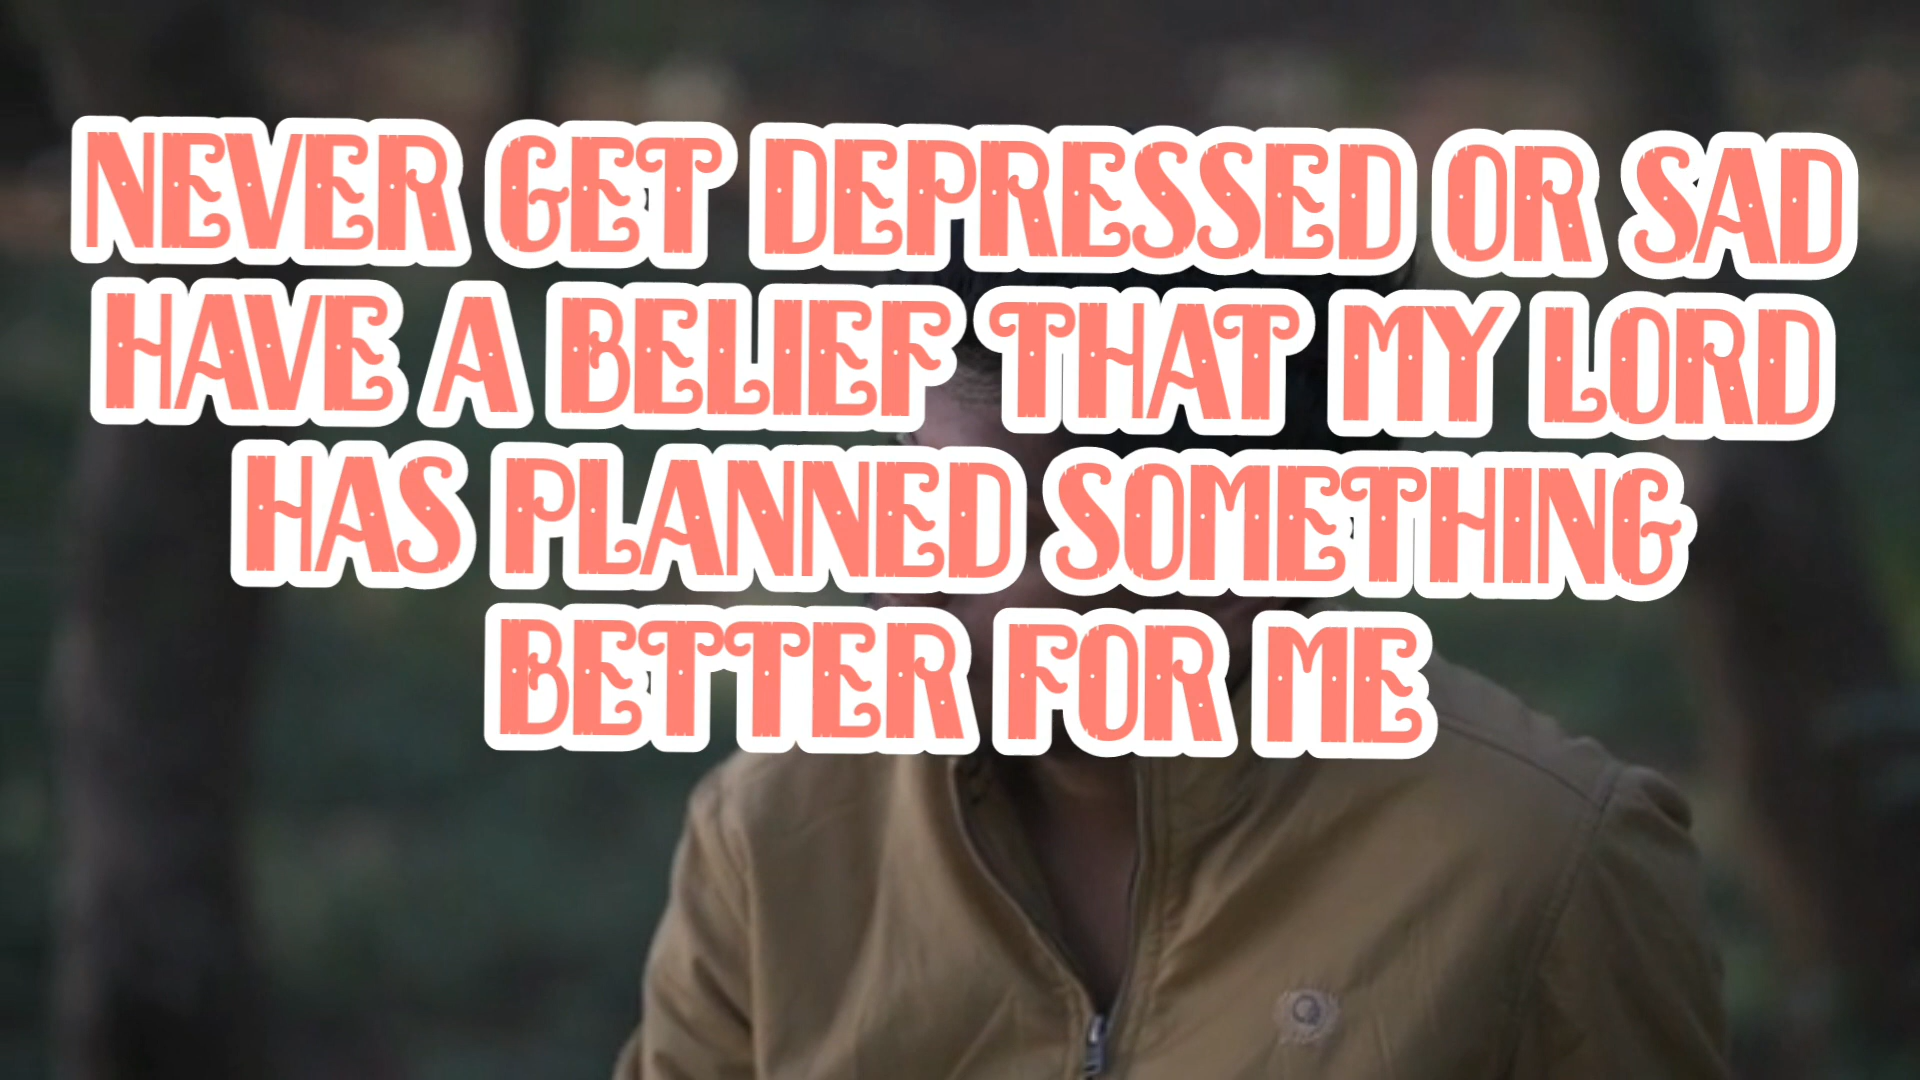 NEVER GET DEPRESSED OR SAD
HAVE A BELIEF THAT MY LORD
HAS PLANNED SOMETHING
BETTER FOR ME